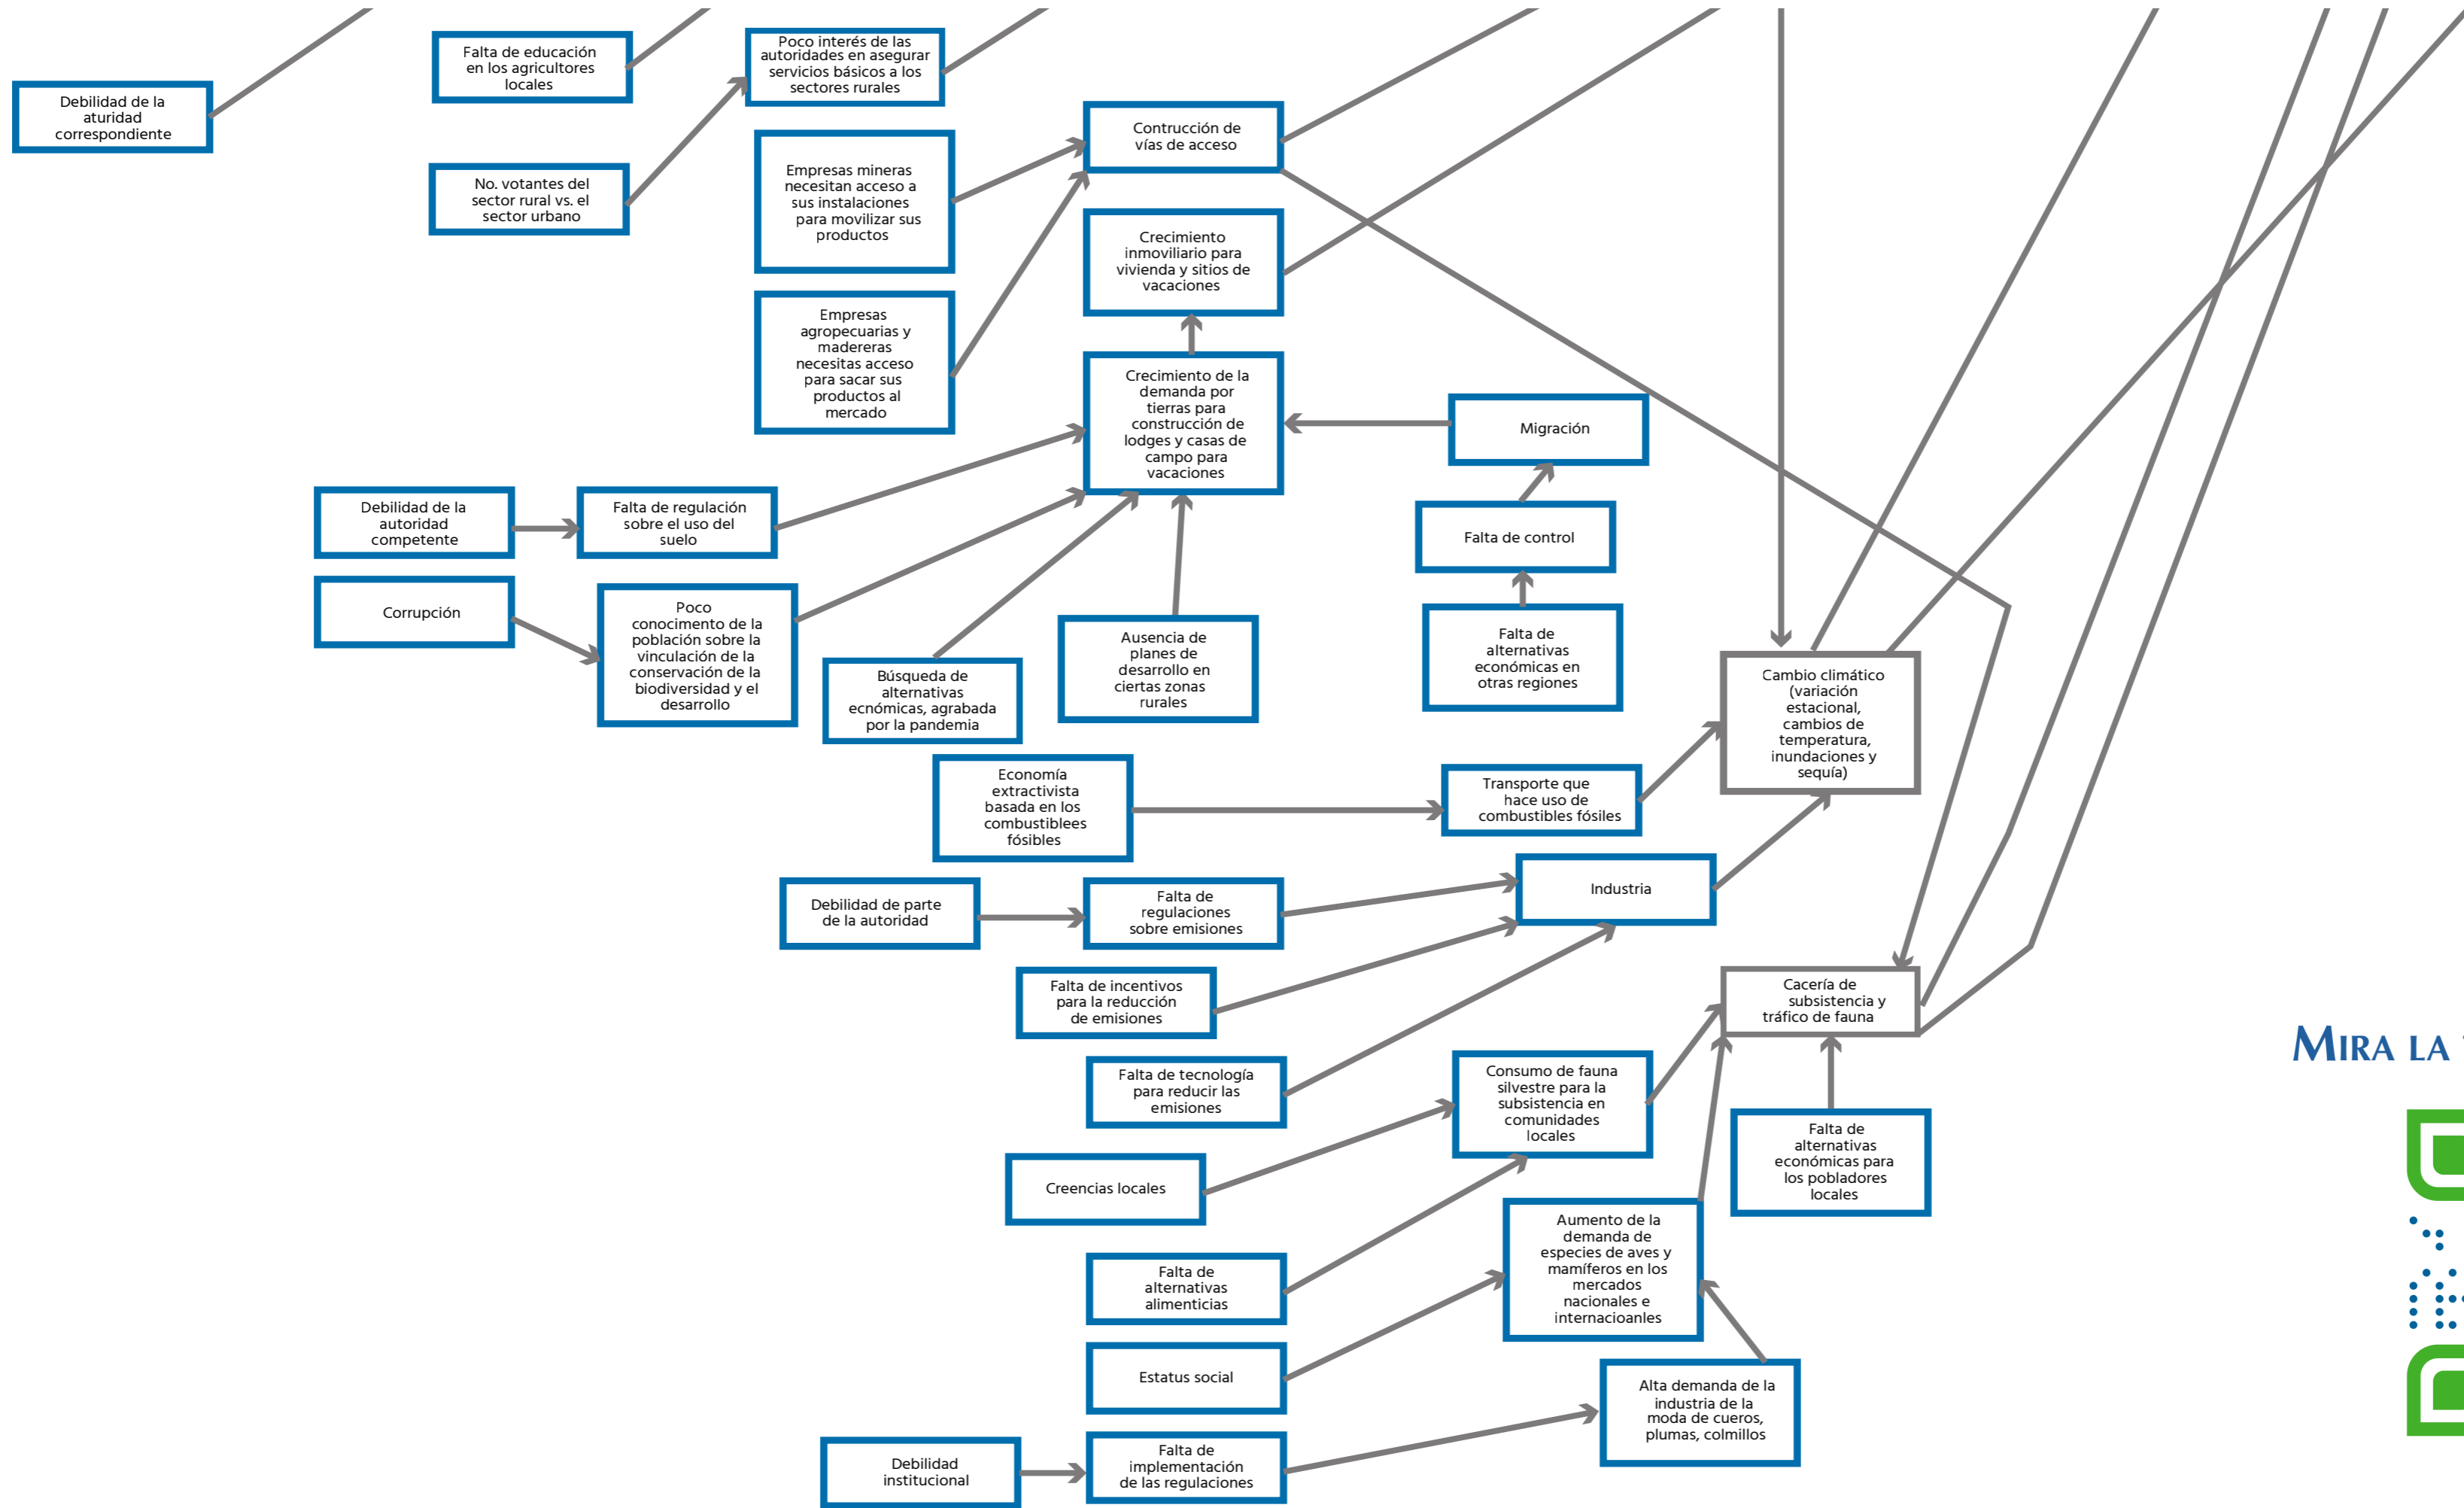 Falta de educación
en los agricultores
locales
Poco interés de las
autoridades en asegurar
servicios básicos a los
sectores rurales
Debilidad de la
aturidad
correspondiente
Contrucción de
vías de acceso
No. votantes del
sector rural vs. el
sector urbano
Empresas mineras
necesitan acceso a
sus instalaciones
para movilizar sus
productos
Crecimiento
inmoviliario para
vivienda y sitios de
vacaciones
Empresas
agropecuarias y
madereras
necesitas acceso
para sacar sus
productos al
mercado
Crecimiento de la
demanda por
tierras para
construcción de
lodges y casas de
campo para
vacaciones
Migración
Debilidad de la
autoridad
competente
Falta de regulación
sobre el uso del
suelo
Falta de control
Corrupción
Poco
conocimiento de la
población sobre la
vinculación de la
conservación de la
biodiversidad y el
desarrollo
Búsqueda de
alternativas
ecnómicas, agrabada
por la pandemia
Ausencia de
planes de
desarrollo en
ciertas zonas
rurales
Falta de
alternativas
económicas en
otras regiones
Cambio climático
(variación
estacional,
cambios de
temperatura,
inundaciones y
sequía)
Economía
extractivista
basada en los
combustiblees
fósibles
Transporte que
hace uso de
combustibles fósiles
Industria
Debilidad de parte
de la autoridad
Falta de
regulaciones
sobre emisiones
Falta de incentivos
para la reducción
de emisiones
Cacería de
subsistencia y
tráfico de fauna
MIRA LA
Falta de tecnología
para reducir las
emisiones
Consumo de fauna
silvestre para la
subsistencia en
comunidades
locales
Falta de
alternativas
económicas para
los pobladores
locales
Creencias locales
Aumento de la
demanda de
especies de aves y
mamíferos en los
mercados
nacionales e
internacioanles
Falta de
alternativas
alimenticias
Estatus social
Alta demanda de la
industria de la
moda de cueros,
plumas, colmillos
Debilidad
institucional
Falta de
implementación
de las regulaciones